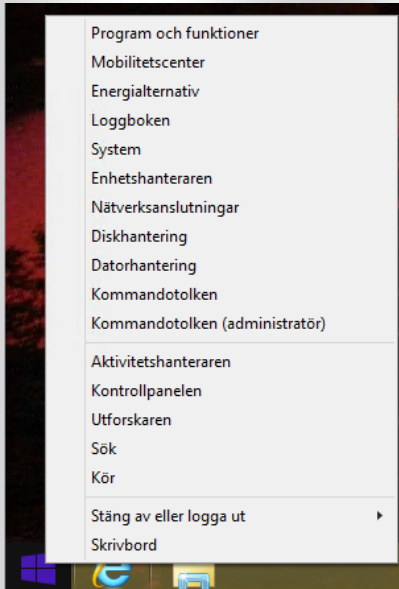 Program och funktioner
Mobilitetscenter
Energialternativ
Loggboken
System
Enhetshanteraren
Nätverksanslutningar
Diskhantering
Datorhantering
Kommandotolken
Kommandotolken (administratör)
Aktivitetshanteraren
Kontrollpanelen
Utforskaren
Sök
Kör
Stäng av eller logga ut
Skrivbord